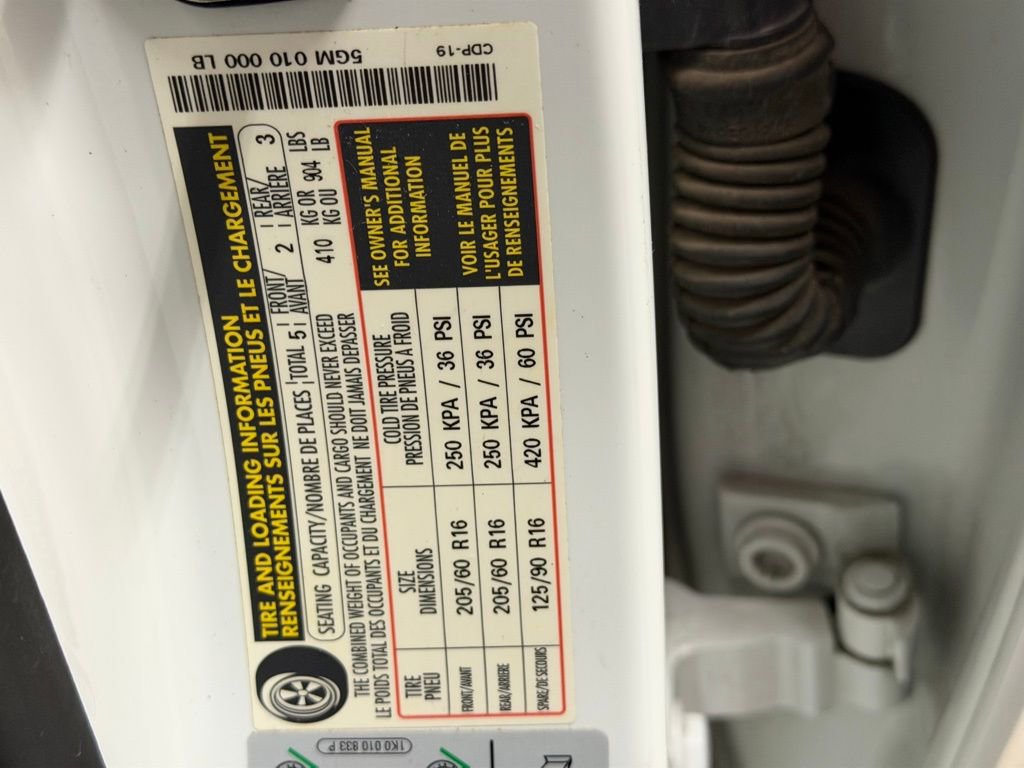 5GM 010 000 LB
CDP-19
TIRE AND LOADING INFORMATION
RENSEIGNEMENTS SUR LES PNEUS ET LE CHARGEMENT
SEATING CAPACITY/NOMBRE DE PLACES TOTAL 5 FRONT/AVANT 2 REAR/ARRIÈRE 3
THE COMBINED WEIGHT OF OCCUPANTS AND CARGO SHOULD NEVER EXCEED 410 KG OR 904 LBS
LE POIDS TOTAL DES OCCUPANTS ET DU CHARGEMENT NE DOIT JAMAIS DEPASSER KG OU LB
TIRE SIZE COLD TIRE PRESSURE
PNEU DIMENSIONS PRESSION DE PNEUS À FROID
FRONT/AVANT 205/60 R16 250 KPA / 36 PSI
REAR/ARRIERE 205/60 R16 250 KPA / 36 PSI
SPARE/DE SECOURS 125/90 R16 420 KPA / 60 PSI
SEE OWNER'S MANUAL
FOR ADDITIONAL
INFORMATION
VOIR LE MANUEL DE
L'USAGER POUR PLUS
DE RENSEIGNEMENTS
1K0 010 833 P